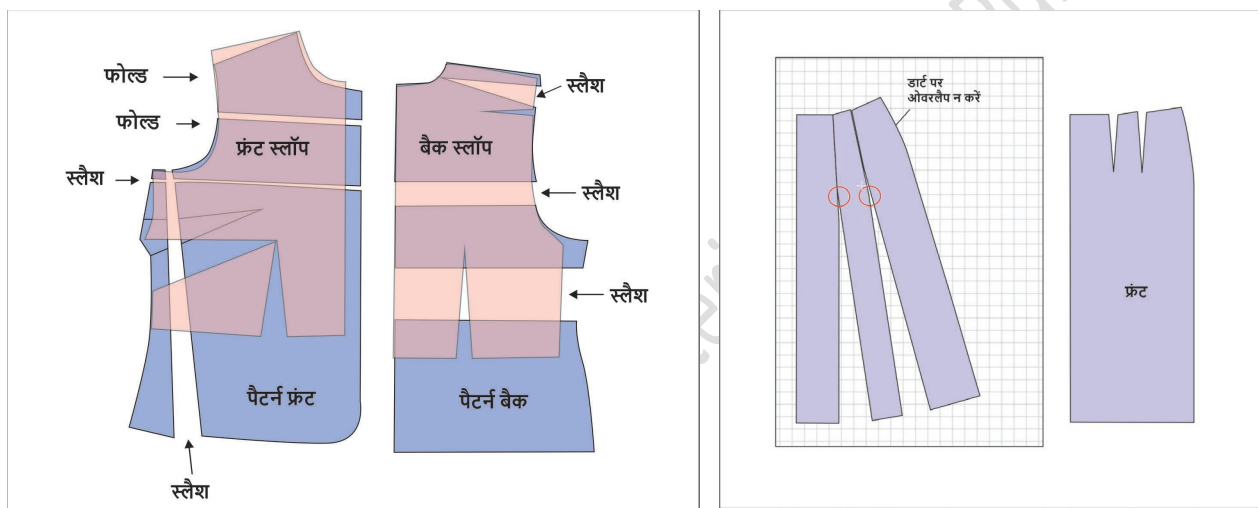 फोल्ड
फोल्ड
स्लैश
फ्रंट स्लॉप
पैटर्न फ्रंट
स्लैश
बैक स्लॉप
स्लैश
स्लैश
स्लैश
पैटर्न बैक
डार्ट पर
ओवरलैप न करें
फ्रंट